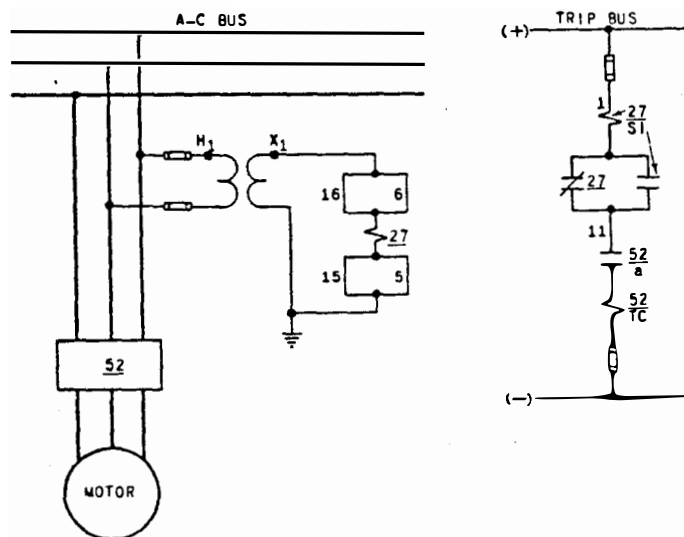 A-C BUS
H1
X1
16 6
27
15 5
52
MOTOR
TRIP BUS
(+)
1
27
SI
27
11
52
a
52
TC
(-)